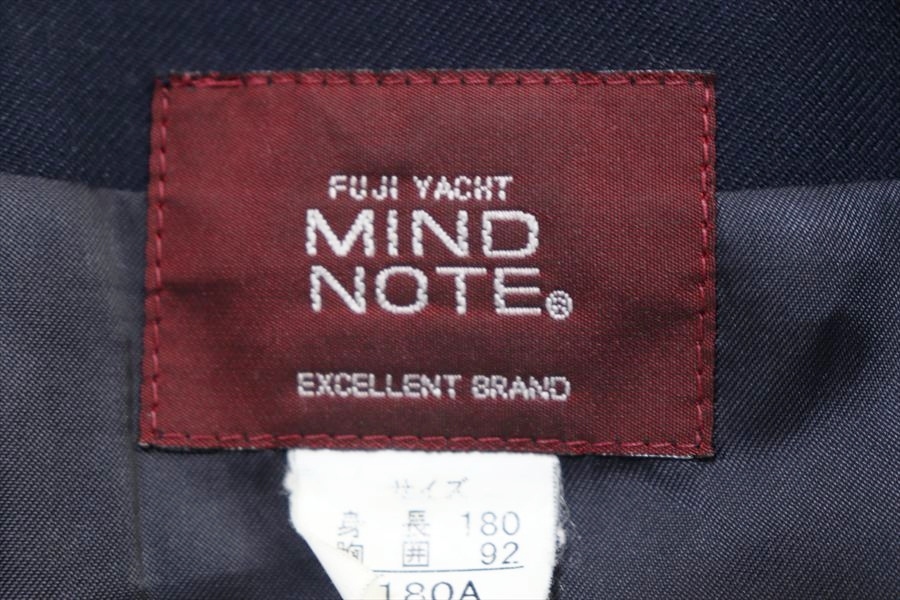 FUJI YACHT
MIND
NOTE®
EXCELLENT BRAND
サイズ
身長 180
胸囲 92
180A